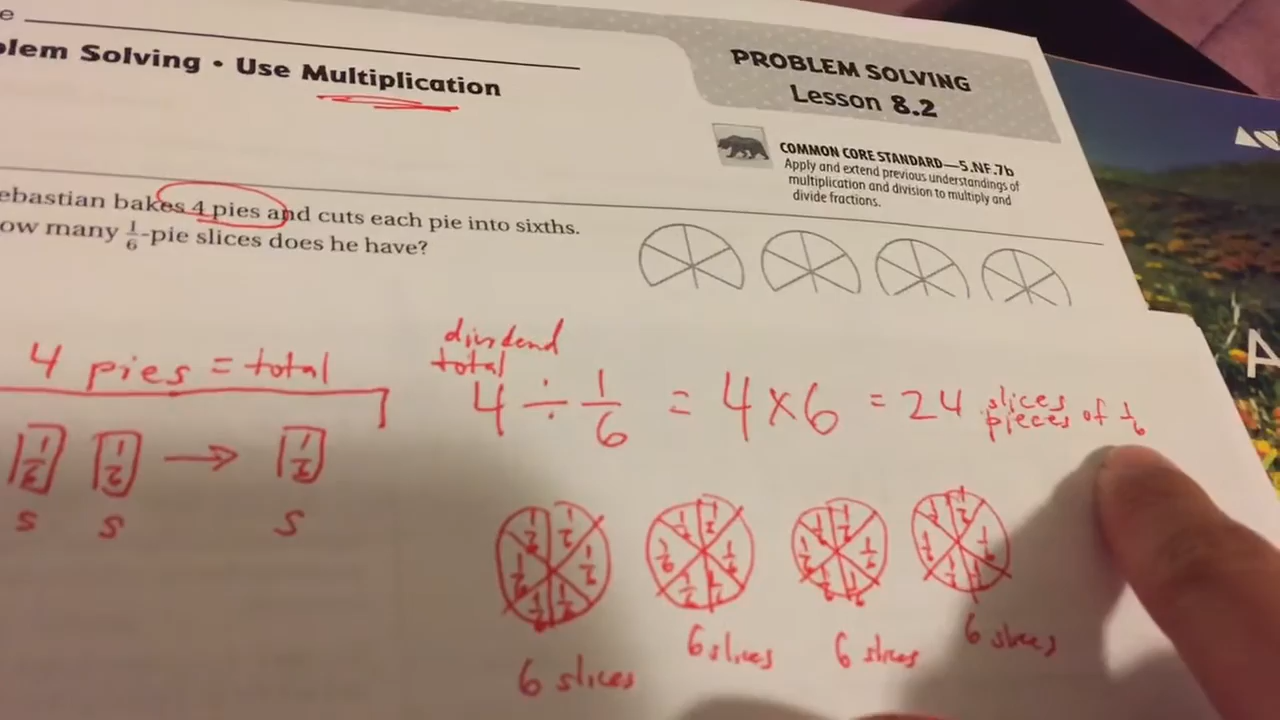 e
blem Solving • Use Multiplication
PROBLEM SOLVING
Lesson 8.2
COMMON CORE STANDARD—5.NF.7b
Apply and extend previous understandings of
multiplication and division to multiply and
divide fractions.
ebastian bakes 4 pies and cuts each pie into sixths.
ow many 1/6-pie slices does he have?
4 pies = total
dividend
total
4 ÷ 1/6 = 4 × 6 = 24 slices
pieces of 1/6
S S S
6 slices 6 slices 6 slices 6 slices
A